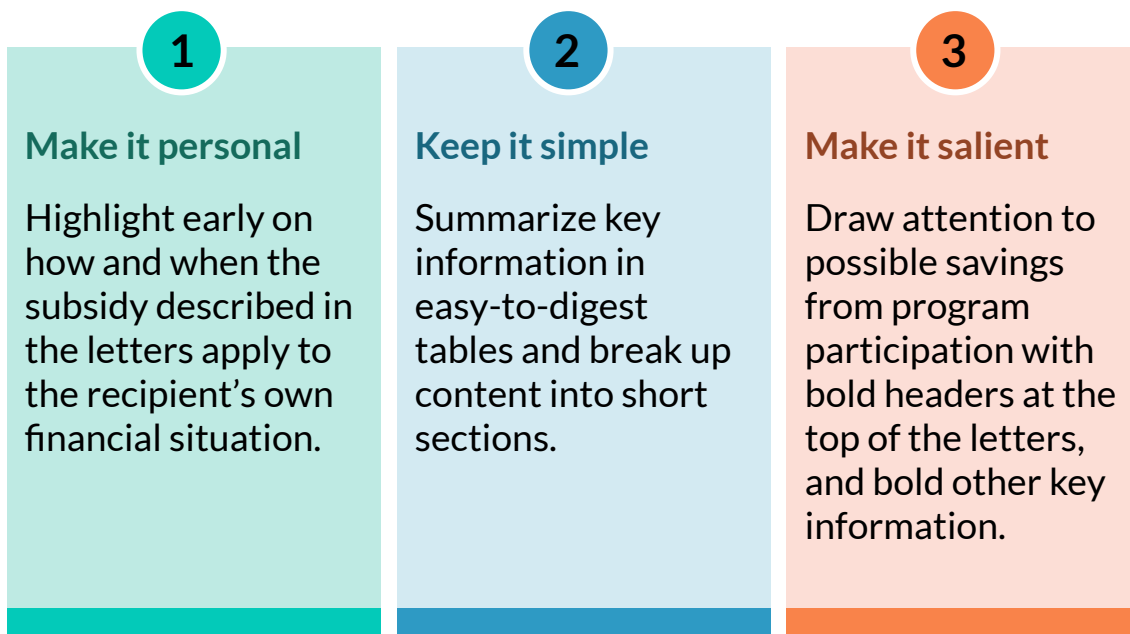 1
Make it personal
Highlight early on
how and when the
subsidy described in
the letters apply to
the recipient’s own
financial situation.
2
Keep it simple
Summarize key
information in
easy-to-digest
tables and break up
content into short
sections.
3
Make it salient
Draw attention to
possible savings
from program
participation with
bold headers at the
top of the letters,
and bold other key
information.